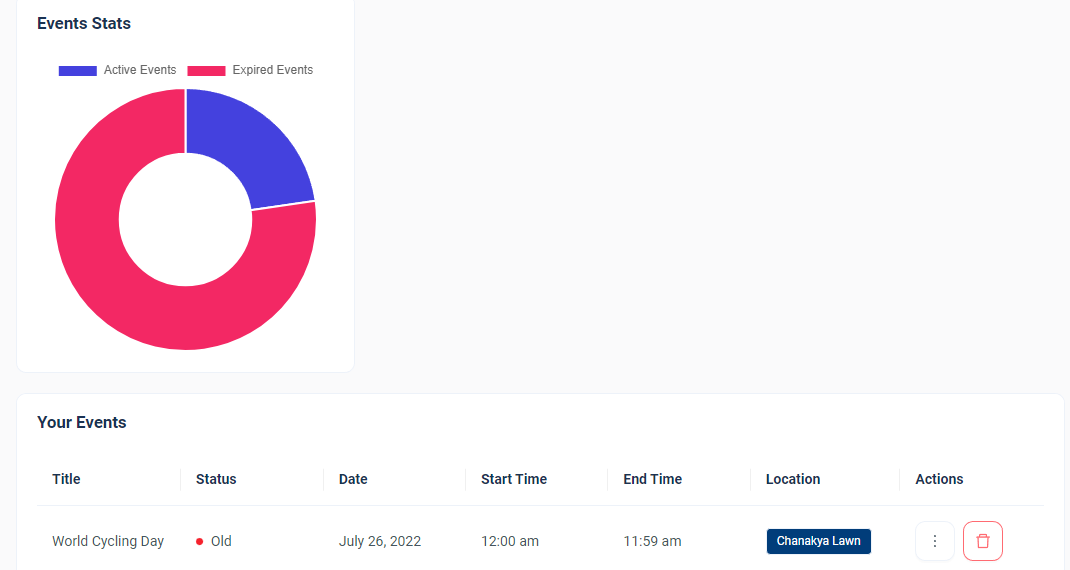 Events Stats
Active Events Expired Events
Your Events
Title Status Date Start Time End Time Location Actions
World Cycling Day Old July 26, 2022 12:00 am 11:59 am Chanakya Lawn